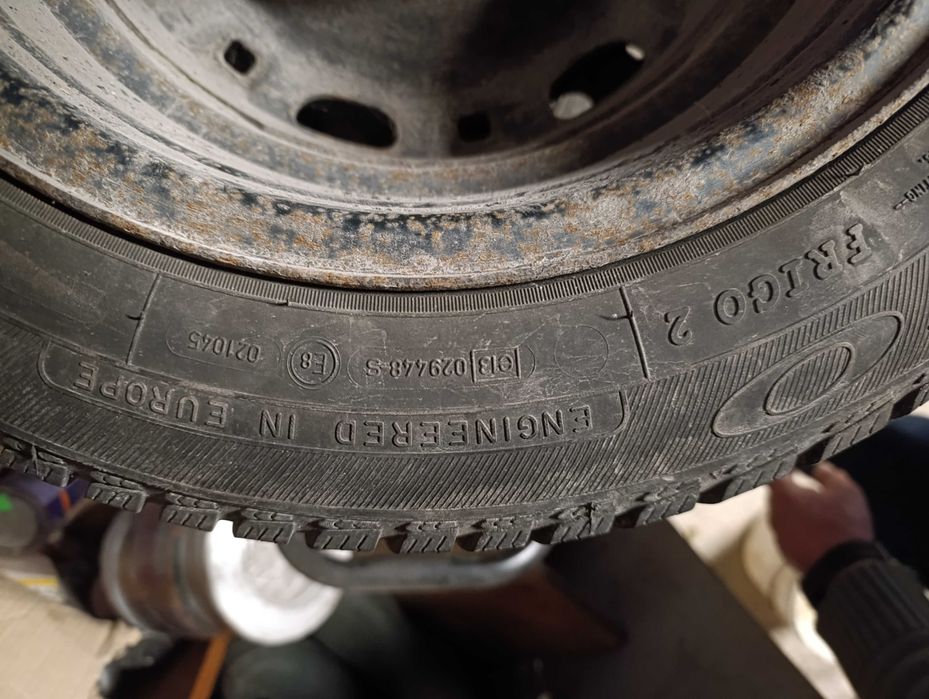 FRIGO 2
029448-S
E8
021045
ENGINEERED IN EUROPE